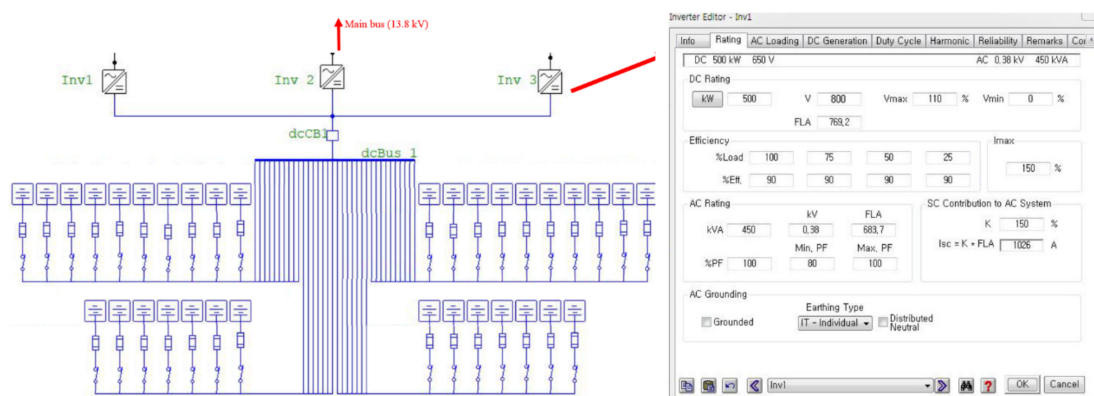 Main bus (13.8 kV)
Inv1
Inv 2
Inv 3
dcCB1
dcBus_1
Inverter Editor - Inv1
Info Rating AC Loading DC Generation Duty Cycle Harmonic Reliability Remarks Cor
DC 500 kW 650 V AC 0,38 kV 450 kVA
DC Rating
kW 500 V 800 Vmax 110 % Vmin 0 %
FLA 769,2
Efficiency
%Load 100 75 50 25
%Eff, 90 90 90 90
Imax
150 %
AC Rating
kV FLA
kVA 450 0,38 683,7
Min, PF Max, PF
%PF 100 80 100
SC Contribution to AC System
K 150 %
Isc = K * FLA 1026 A
AC Grounding
Earthing Type
Grounded IT - Individual Distributed
Neutral
Inv1 ? OK Cancel